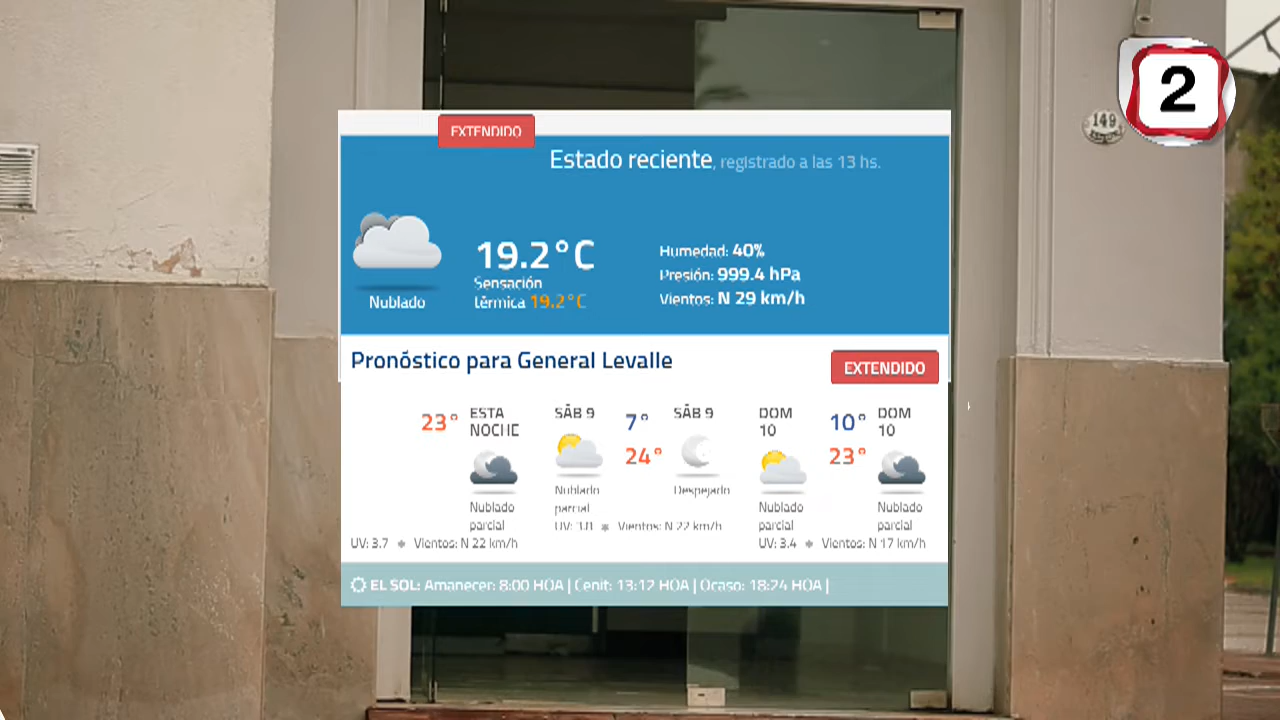 2
149
EXTENDIDO
Estado reciente, registrado a las 13 hs.
19.2°C
Sensación
térmica 19.2°C
Nublado
Humedad: 40%
Presión: 999.4 hPa
Vientos: N 29 km/h
Pronóstico para General Levalle
EXTENDIDO
23°
ESTA
NOCHE
Nublado
parcial
UV: 3.7 Vientos: N 22 km/h
SÁB 9
Nublado
parcial
7°
24°
SÁB 9
Despejado
Vientos: N 22 km/h
DOM
10
Nublado
parcial
10°
23°
DOM
10
Nublado
parcial
UV: 3.4 Vientos: N 17 km/h
EL SOL: Amanecer: 8:00 HOA | Cenit: 13:12 HOA | Ocaso: 18:24 HOA |